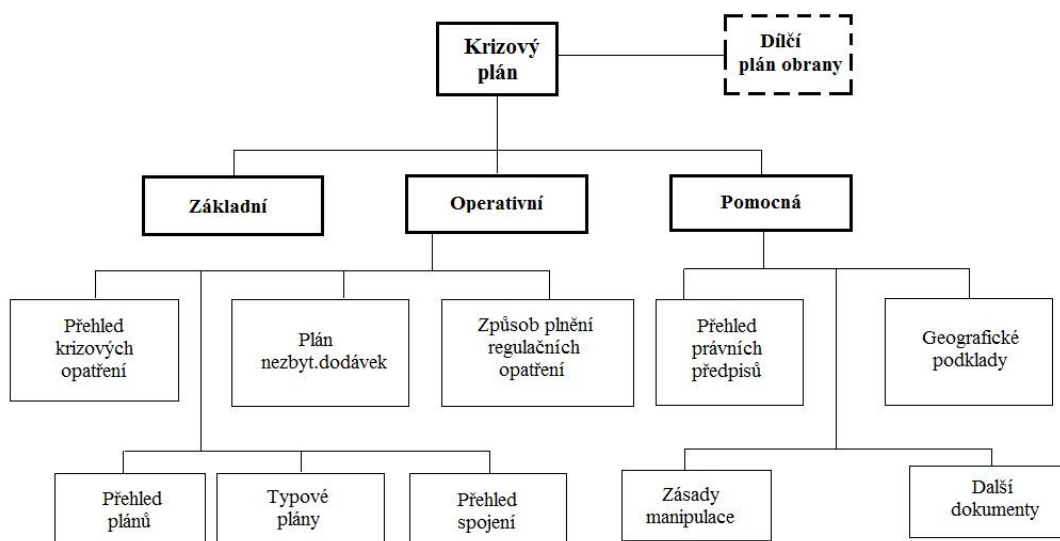 Krizový
plán
Dílčí
plán obrany
Základní
Operativní
Pomocná
Přehled
krizových
opatření
Plán
nezbyt.dodávek
Způsob plnění
regulačních
opatření
Přehled
právních
předpisů
Geografické
podklady
Přehled
plánů
Typové
plány
Přehled
spojení
Zásady
manipulace
Další
dokumenty